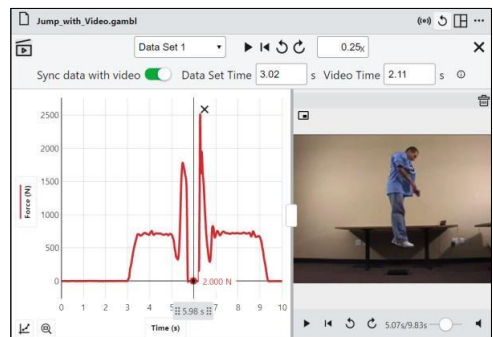 Jump_with_Video.gambl
Data Set 1
0.25x
Sync data with video
Data Set Time 3.02 s
Video Time 2.11 s
2500
2000
1500
1000
500
0
Force (N)
2.000 N
0 1 2 3 4 5 7 8 9 10
5.98 s
Time (s)
5.07s/9.83s